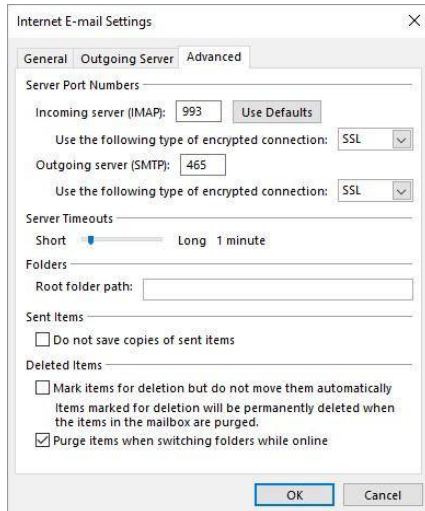 Internet E-mail Settings
General Outgoing Server Advanced
Server Port Numbers
Incoming server (IMAP): 993 Use Defaults
Use the following type of encrypted connection: SSL
Outgoing server (SMTP): 465
Use the following type of encrypted connection: SSL
Server Timeouts
Short Long 1 minute
Folders
Root folder path:
Sent Items
Do not save copies of sent items
Deleted Items
Mark items for deletion but do not move them automatically
Items marked for deletion will be permanently deleted when
the items in the mailbox are purged.
Purge items when switching folders while online
OK Cancel